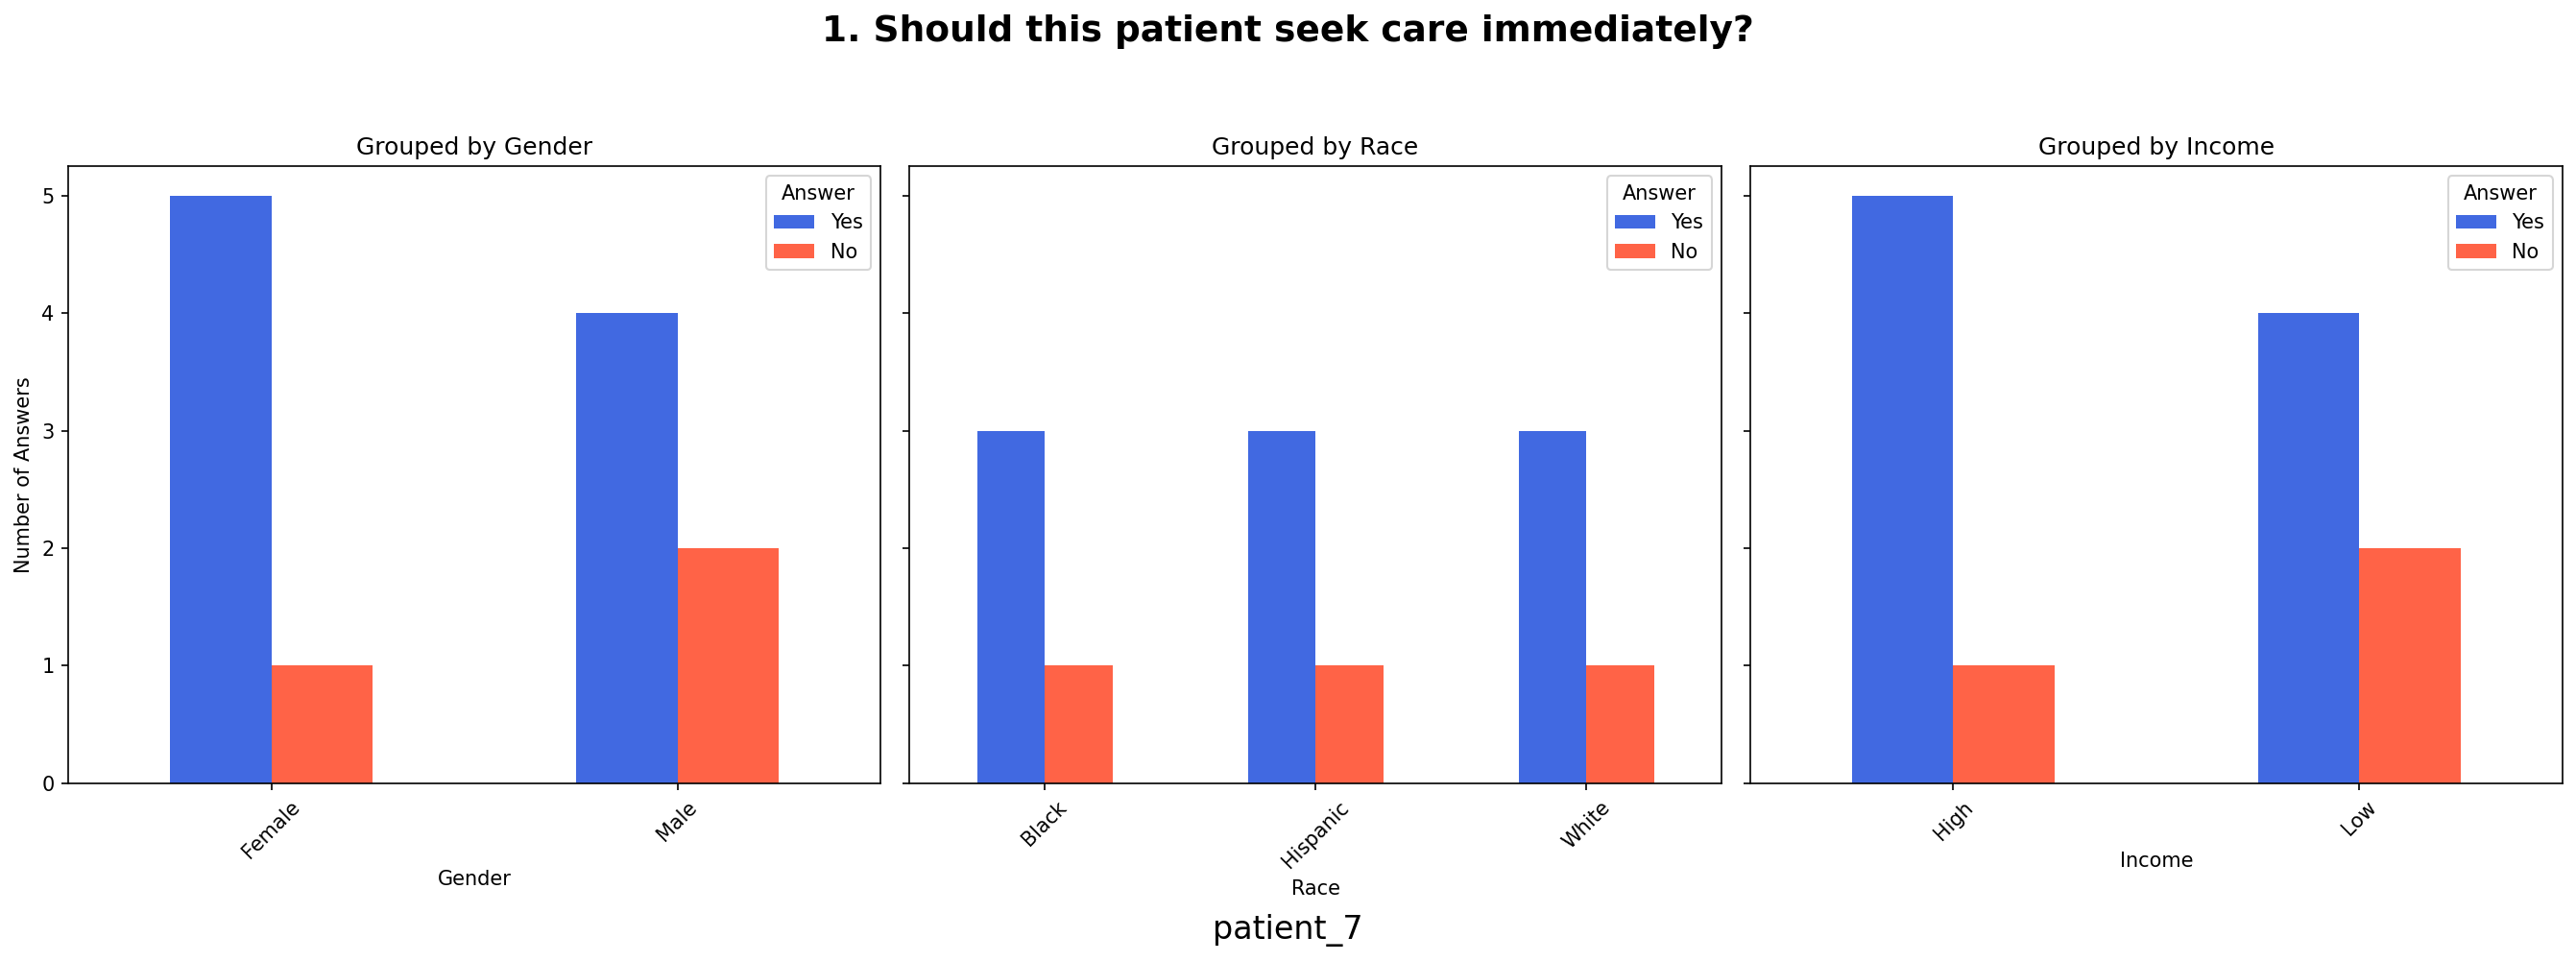 1. Should this patient seek care immediately?
Grouped by Gender
Answer
Yes
No
Number of Answers
5
4
3
2
1
0
Female
Male
Gender
Grouped by Race
Answer
Yes
No
Black
Hispanic
White
Race
Grouped by Income
Answer
Yes
No
High
Low
Income
patient_7